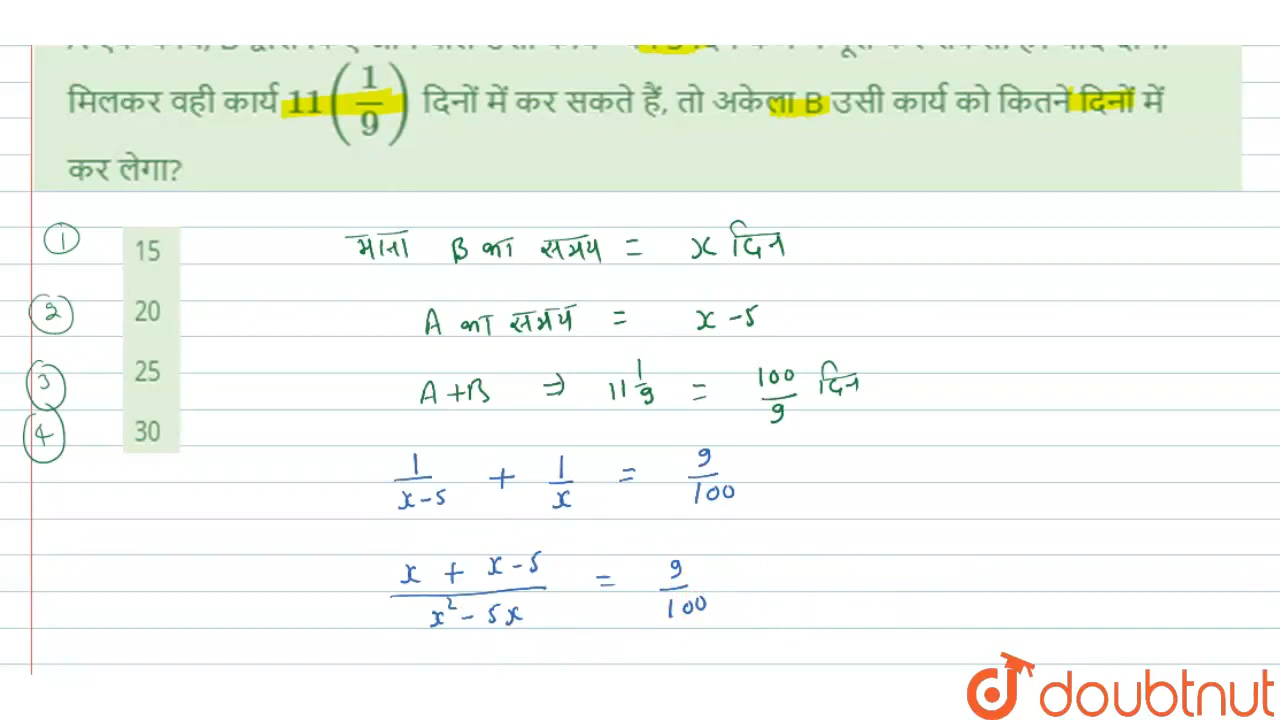 मिलकर वही कार्य 11(1/9) दिनों में कर सकते हैं, तो अकेला B उसी कार्य को कितने दिनों में
कर लेगा?
① 15
② 20
③ 25
④ 30
माना B का समय = x दिन
A का समय = x - 5
A + B ⇒ 11 1/9 = 100/9 दिन
1/(x-5) + 1/x = 9/100
(x + x-5)/(x² - 5x) = 9/100
doubtnut